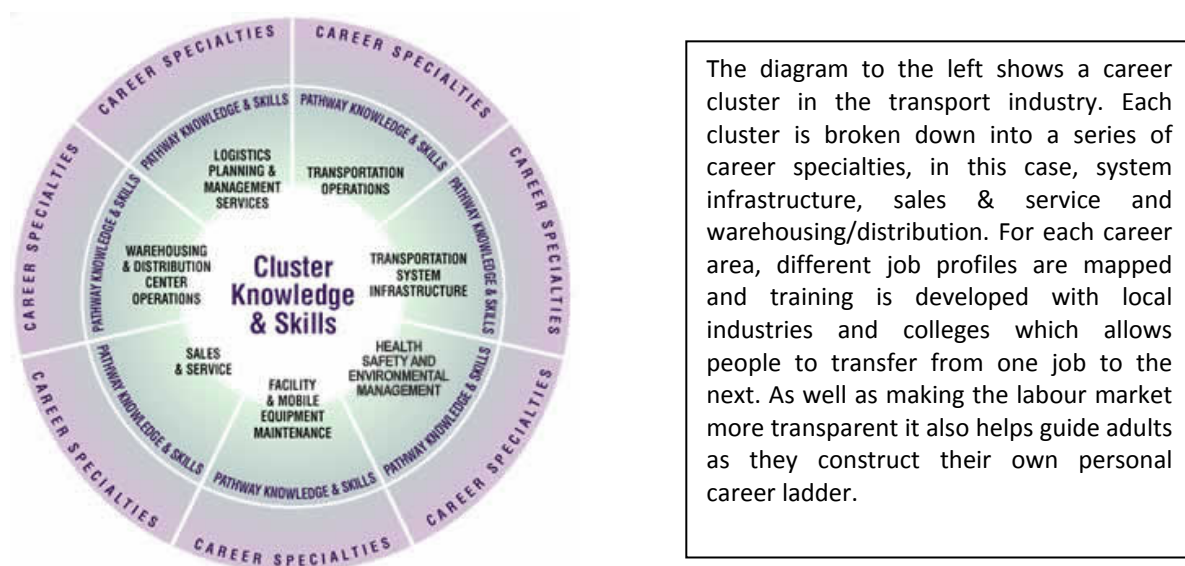 CAREER SPECIALTIES
CAREER SPECIALTIES
CAREER SPECIALTIES
CAREER SPECIALTIES
CAREER SPECIALTIES
CAREER SPECIALTIES
CAREER SPECIALTIES
PATHWAY KNOWLEDGE & SKILLS
PATHWAY KNOWLEDGE & SKILLS
PATHWAY KNOWLEDGE & SKILLS
PATHWAY KNOWLEDGE & SKILLS
PATHWAY KNOWLEDGE & SKILLS
PATHWAY KNOWLEDGE & SKILLS
PATHWAY KNOWLEDGE & SKILLS
LOGISTICS
PLANNING &
MANAGEMENT
SERVICES
TRANSPORTATION
OPERATIONS
WAREHOUSING
& DISTRIBUTION
CENTER
OPERATIONS
Cluster
Knowledge
& Skills
TRANSPORTATION
SYSTEM
INFRASTRUCTURE
SALES
& SERVICE
FACILITY
& MOBILE
EQUIPMENT
MAINTENANCE
HEALTH
SAFETY AND
ENVIRONMENTAL
MANAGEMENT
The diagram to the left shows a career
cluster in the transport industry. Each
cluster is broken down into a series of
career specialties, in this case, system
infrastructure, sales & service and
warehousing/distribution. For each career
area, different job profiles are mapped
and training is developed with local
industries and colleges which allows
people to transfer from one job to the
next. As well as making the labour market
more transparent it also helps guide adults
as they construct their own personal
career ladder.